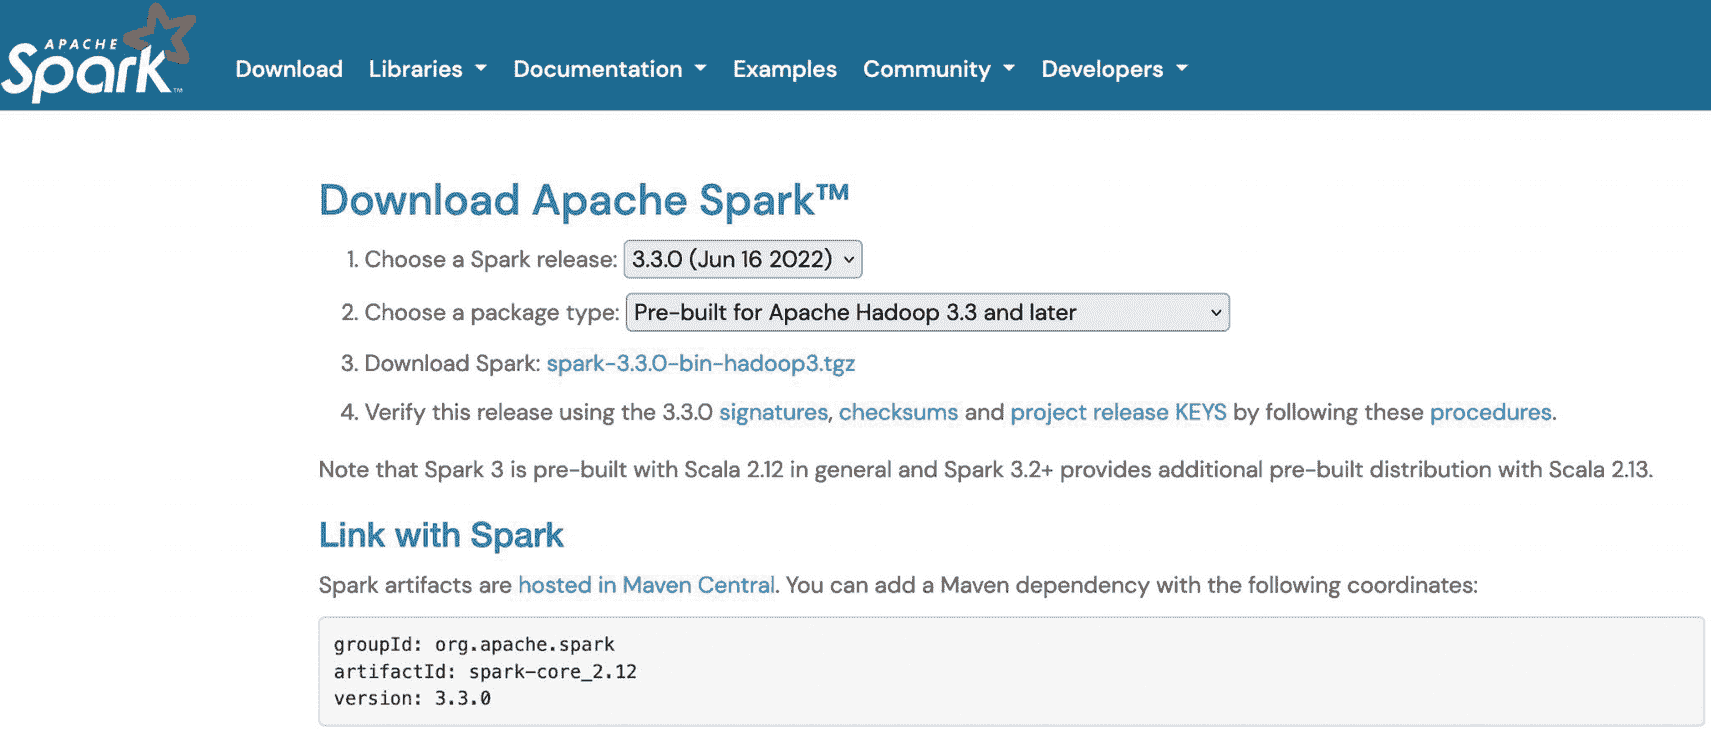 APACHE
Spark™
Download Libraries Documentation Examples Community Developers
Download Apache Spark™
1. Choose a Spark release: 3.3.0 (Jun 16 2022)
2. Choose a package type: Pre-built for Apache Hadoop 3.3 and later
3. Download Spark: spark-3.3.0-bin-hadoop3.tgz
4. Verify this release using the 3.3.0 signatures, checksums and project release KEYS by following these procedures.
Note that Spark 3 is pre-built with Scala 2.12 in general and Spark 3.2+ provides additional pre-built distribution with Scala 2.13.
Link with Spark
Spark artifacts are hosted in Maven Central. You can add a Maven dependency with the following coordinates:
groupId: org.apache.spark
artifactId: spark-core_2.12
version: 3.3.0